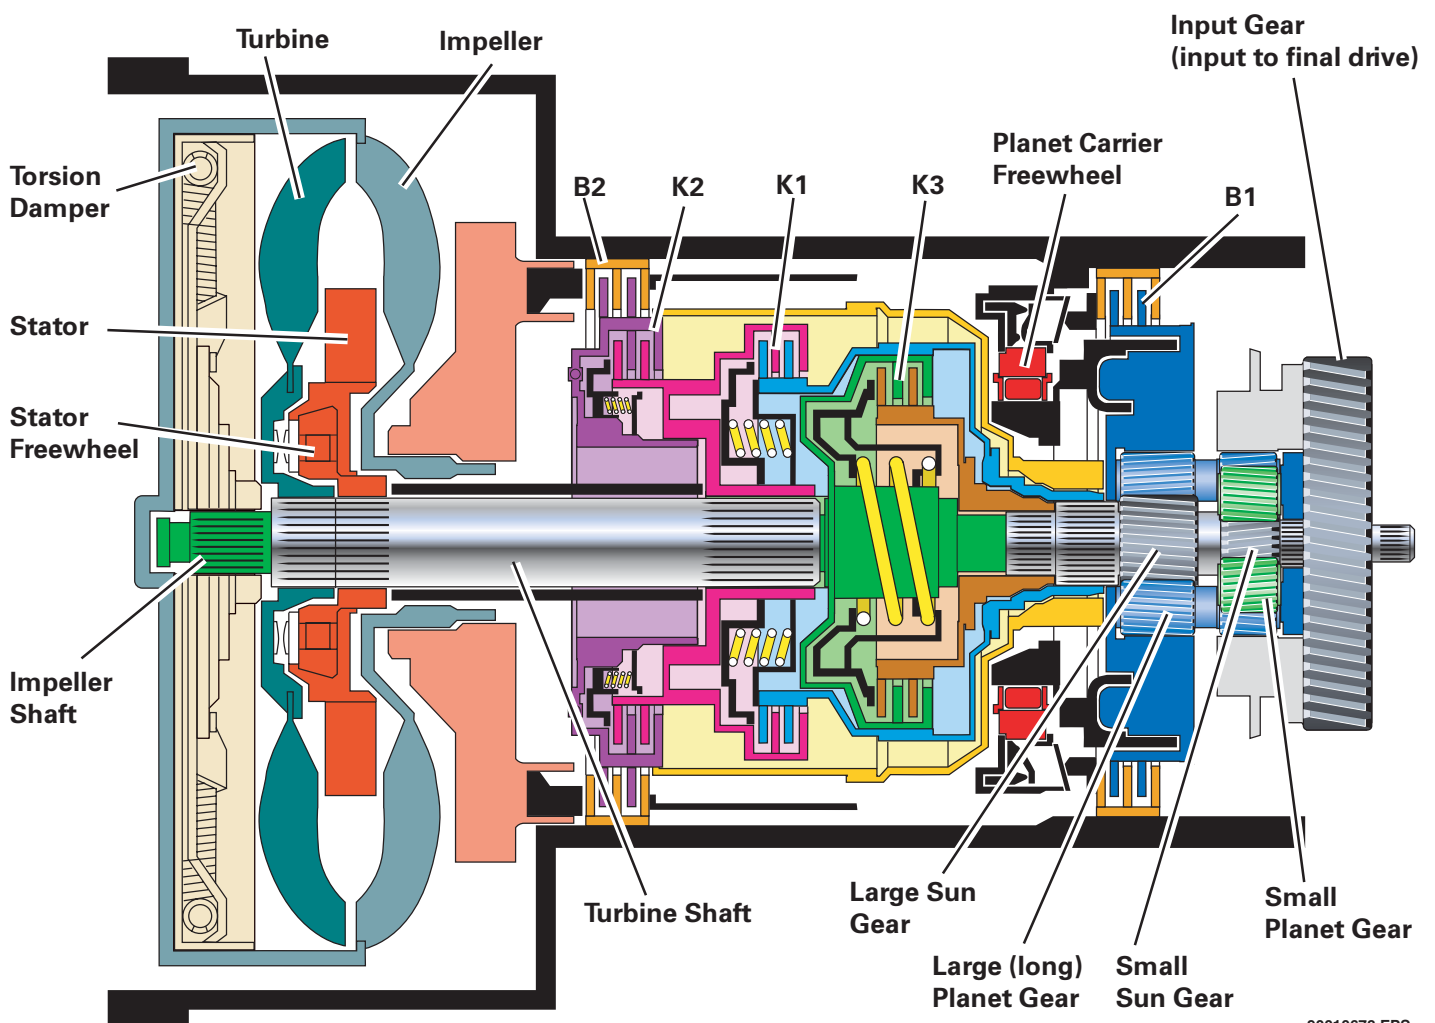 Input Gear
(input to final drive)
Turbine
Impeller
Planet Carrier
Freewheel
Torsion
Damper
B2
K2
K1
K3
B1
Stator
Stator
Freewheel
Impeller
Shaft
Turbine Shaft
Large Sun
Gear
Small
Planet Gear
Large (long)
Planet Gear
Small
Sun Gear